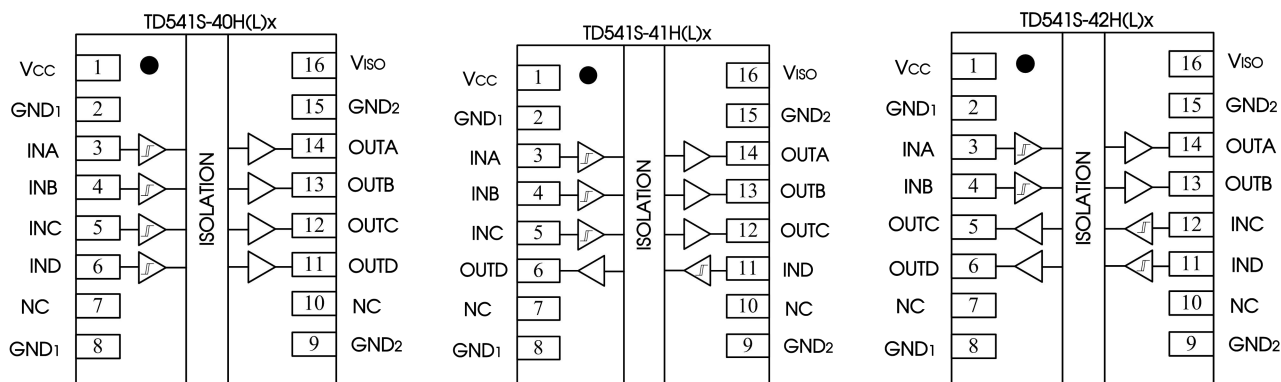 TD541S-40H(L)x
VCC 1 16 VISO
GND1 2 15 GND2
INA 3 14 OUTA
INB 4 13 OUTB
INC 5 12 OUTC
IND 6 11 OUTD
NC 7 10 NC
GND1 8 9 GND2
ISOLATION
TD541S-41H(L)x
VCC 1 16 VISO
GND1 2 15 GND2
INA 3 14 OUTA
INB 4 13 OUTB
INC 5 12 OUTC
OUTD 6 11 IND
NC 7 10 NC
GND1 8 9 GND2
ISOLATION
TD541S-42H(L)x
VCC 1 16 VISO
GND1 2 15 GND2
INA 3 14 OUTA
INB 4 13 OUTB
OUTC 5 12 INC
OUTD 6 11 IND
NC 7 10 NC
GND1 8 9 GND2
ISOLATION